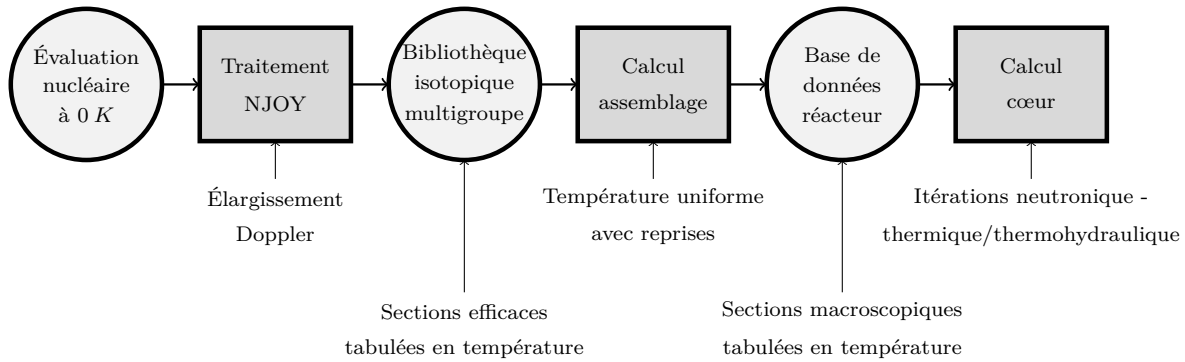 Évaluation
nucléaire
à 0 K
Traitement
NJOY
Bibliothèque
isotopique
multigroupe
Calcul
assemblage
Base de
données
réacteur
Calcul
cœur
Élargissement
Doppler
Température uniforme
avec reprises
Itérations neutronique -
thermique/thermohydraulique
Sections efficaces
tabulées en température
Sections macroscopiques
tabulées en température